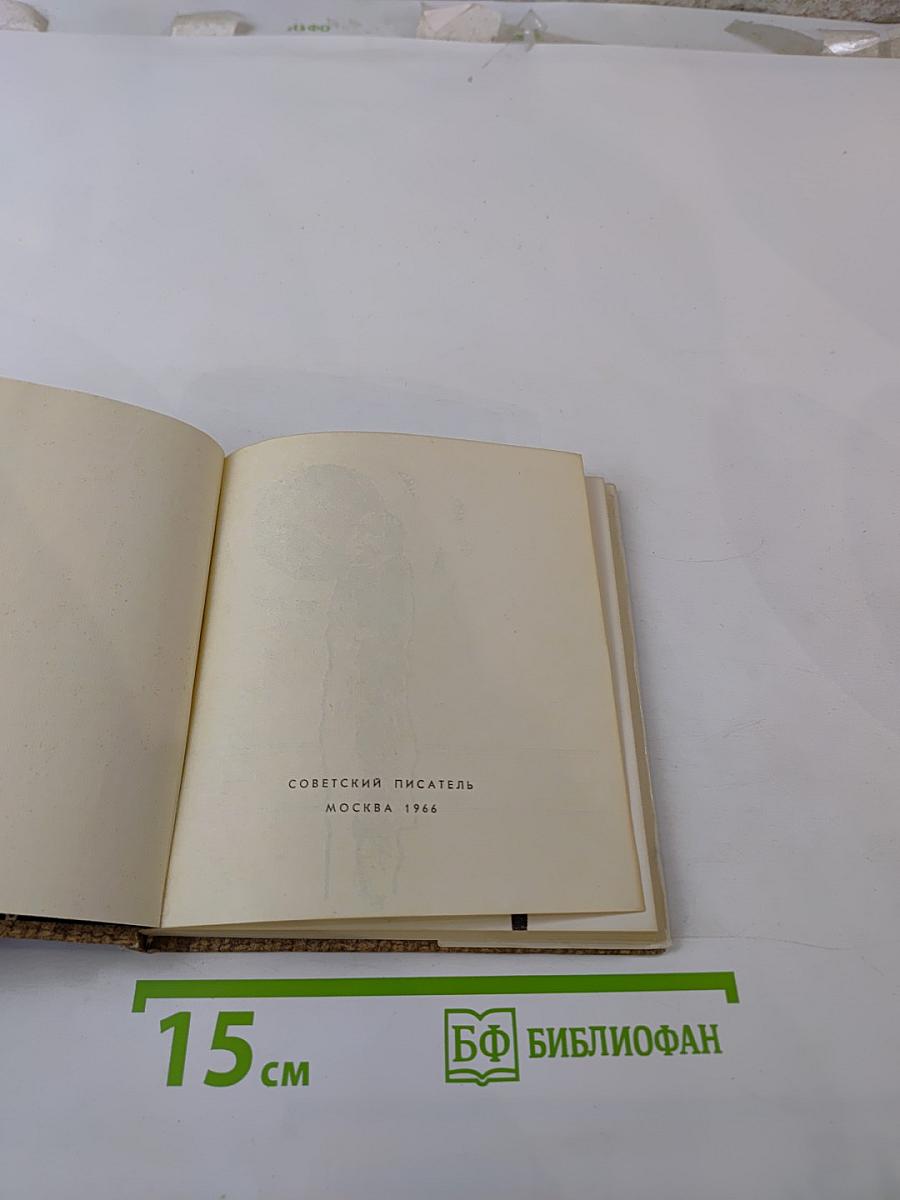 СОВЕТСКИЙ ПИСАТЕЛЬ
МОСКВА 1966
15 см
БФ БИБЛИОФАН